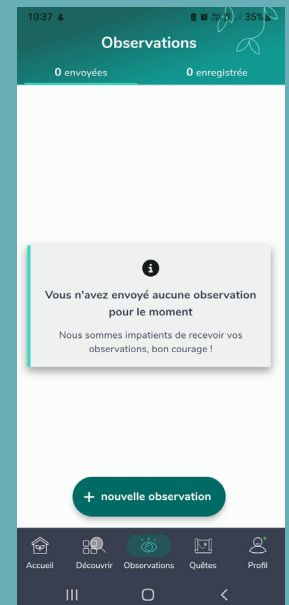 10:37 35%
Observations
0 envoyées 0 enregistrée
Vous n'avez envoyé aucune observation
pour le moment
Nous sommes impatients de recevoir vos
observations, bon courage !
+ nouvelle observation
Accueil Découvrir Observations Quêtes Profil